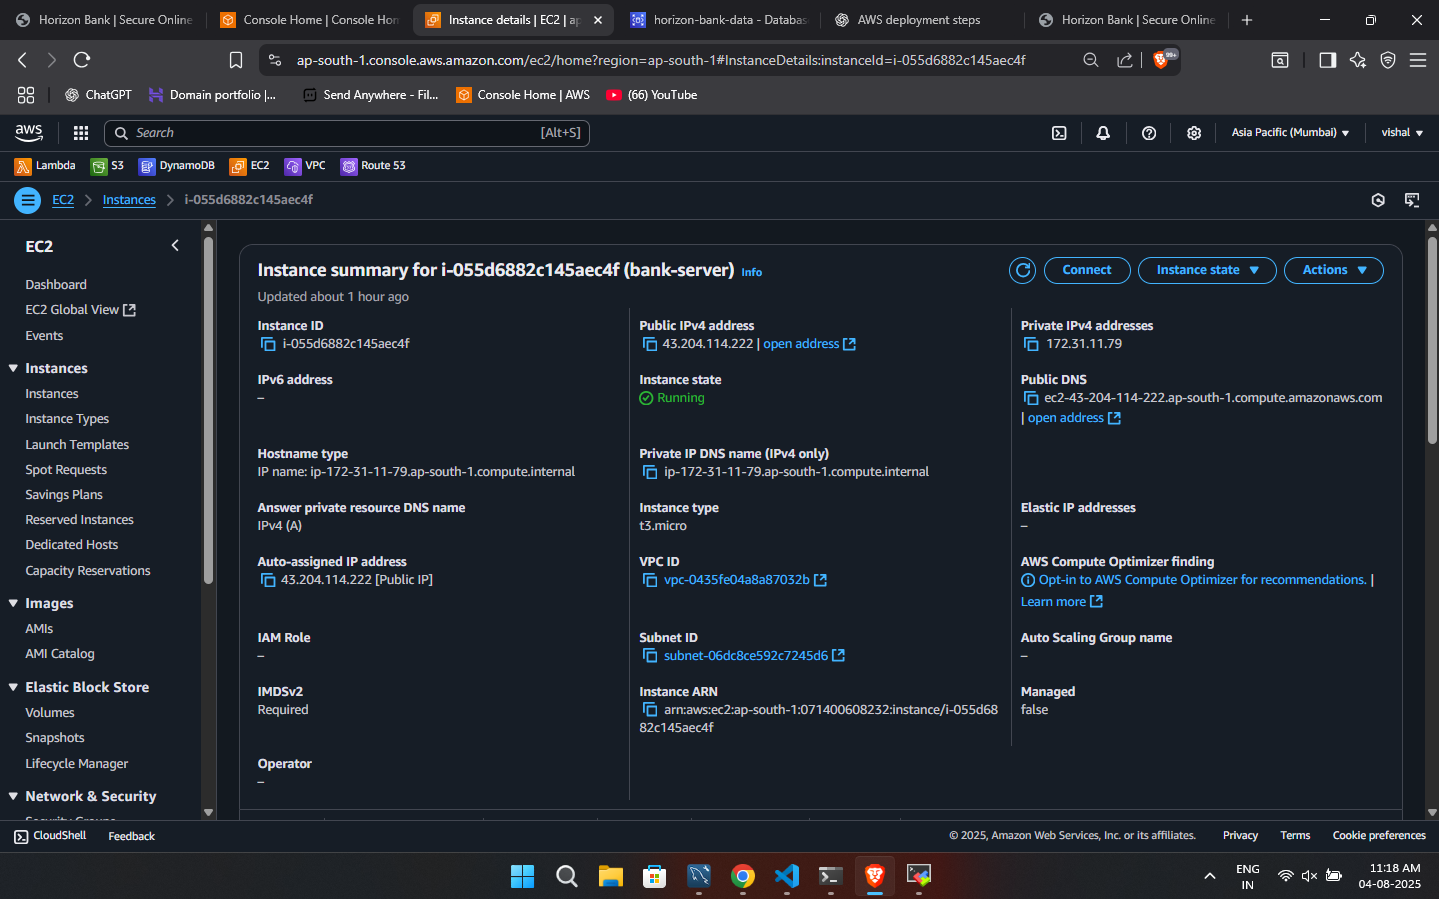 Horizon Bank | Secure Online
Console Home | Console Hom
Instance details | EC2 | ap
horizon-bank-data - Databas
AWS deployment steps
Horizon Bank | Secure Online
ap-south-1.console.aws.amazon.com/ec2/home?region=ap-south-1#InstanceDetails:instanceId=i-055d6882c145aec4f
99+
ChatGPT
Domain portfolio |...
Send Anywhere - Fil...
Console Home | AWS
(66) YouTube
aws
Search
[Alt+S]
Asia Pacific (Mumbai)
vishal
Lambda
S3
DynamoDB
EC2
VPC
Route 53
EC2
Instances
i-055d6882c145aec4f
EC2
Dashboard
EC2 Global View
Events
Instances
Instances
Instance Types
Launch Templates
Spot Requests
Savings Plans
Reserved Instances
Dedicated Hosts
Capacity Reservations
Images
AMIs
AMI Catalog
Elastic Block Store
Volumes
Snapshots
Lifecycle Manager
Network & Security
Instance summary for i-055d6882c145aec4f (bank-server) Info
Updated about 1 hour ago
Connect
Instance state
Actions
Instance ID
i-055d6882c145aec4f
Public IPv4 address
43.204.114.222 | open address
Private IPv4 addresses
172.31.11.79
IPv6 address
–
Instance state
Running
Public DNS
ec2-43-204-114-222.ap-south-1.compute.amazonaws.com
| open address
Hostname type
IP name: ip-172-31-11-79.ap-south-1.compute.internal
Private IP DNS name (IPv4 only)
ip-172-31-11-79.ap-south-1.compute.internal
Answer private resource DNS name
IPv4 (A)
Instance type
t3.micro
Elastic IP addresses
–
Auto-assigned IP address
43.204.114.222 [Public IP]
VPC ID
vpc-0435fe04a8a87032b
AWS Compute Optimizer finding
Opt-in to AWS Compute Optimizer for recommendations. |
Learn more
IAM Role
–
Subnet ID
subnet-06dc8ce592c7245d6
Auto Scaling Group name
–
IMDSv2
Required
Instance ARN
arn:aws:ec2:ap-south-1:071400608232:instance/i-055d68
82c145aec4f
Managed
false
Operator
–
CloudShell
Feedback
© 2025, Amazon Web Services, Inc. or its affiliates.
Privacy
Terms
Cookie preferences
ENG
IN
11:18 AM
04-08-2025